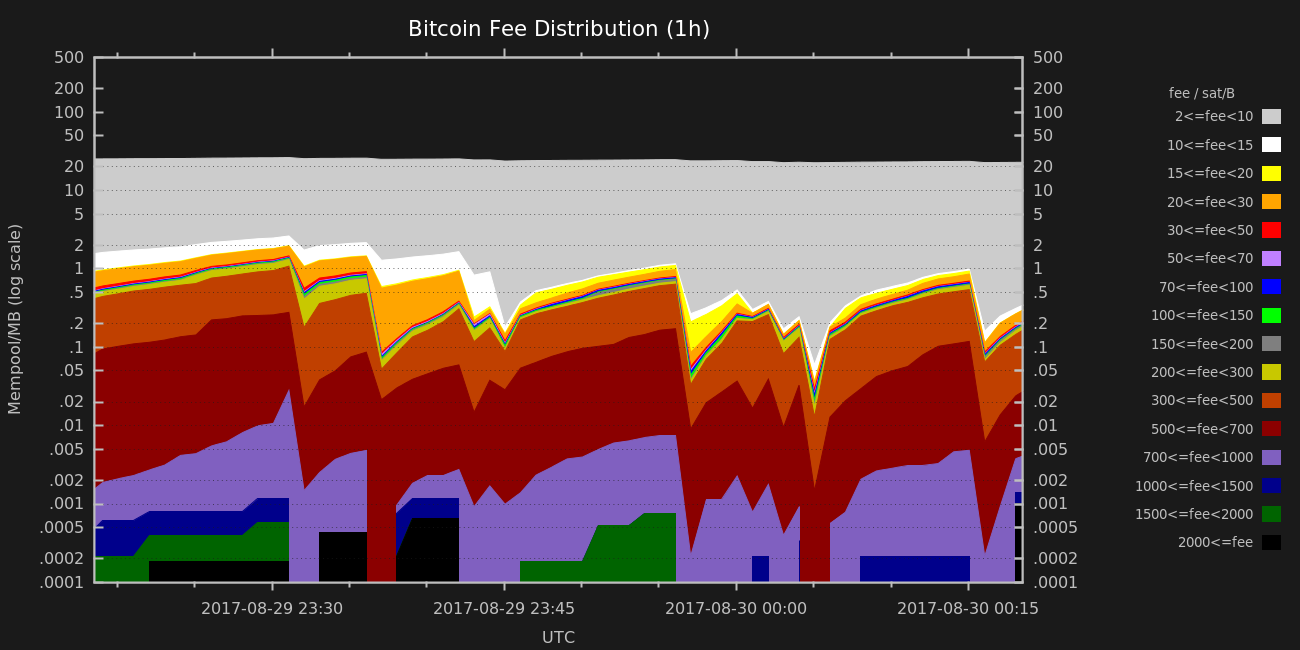 Bitcoin Fee Distribution (1h)
500 500
200 200
100 100
50 50
20 20
10 10
5 5
2 2
1 1
.5 .5
.2 .2
.1 .1
.05 .05
.02 .02
.01 .01
.005 .005
.002 .002
.001 .001
.0005 .0005
.0002 .0002
.0001 .0001
Mempool/MB (log scale)
2017-08-29 23:30 2017-08-29 23:45 2017-08-30 00:00 2017-08-30 00:15
UTC
fee / sat/B
2<=fee<10
10<=fee<15
15<=fee<20
20<=fee<30
30<=fee<50
50<=fee<70
70<=fee<100
100<=fee<150
150<=fee<200
200<=fee<300
300<=fee<500
500<=fee<700
700<=fee<1000
1000<=fee<1500
1500<=fee<2000
2000<=fee